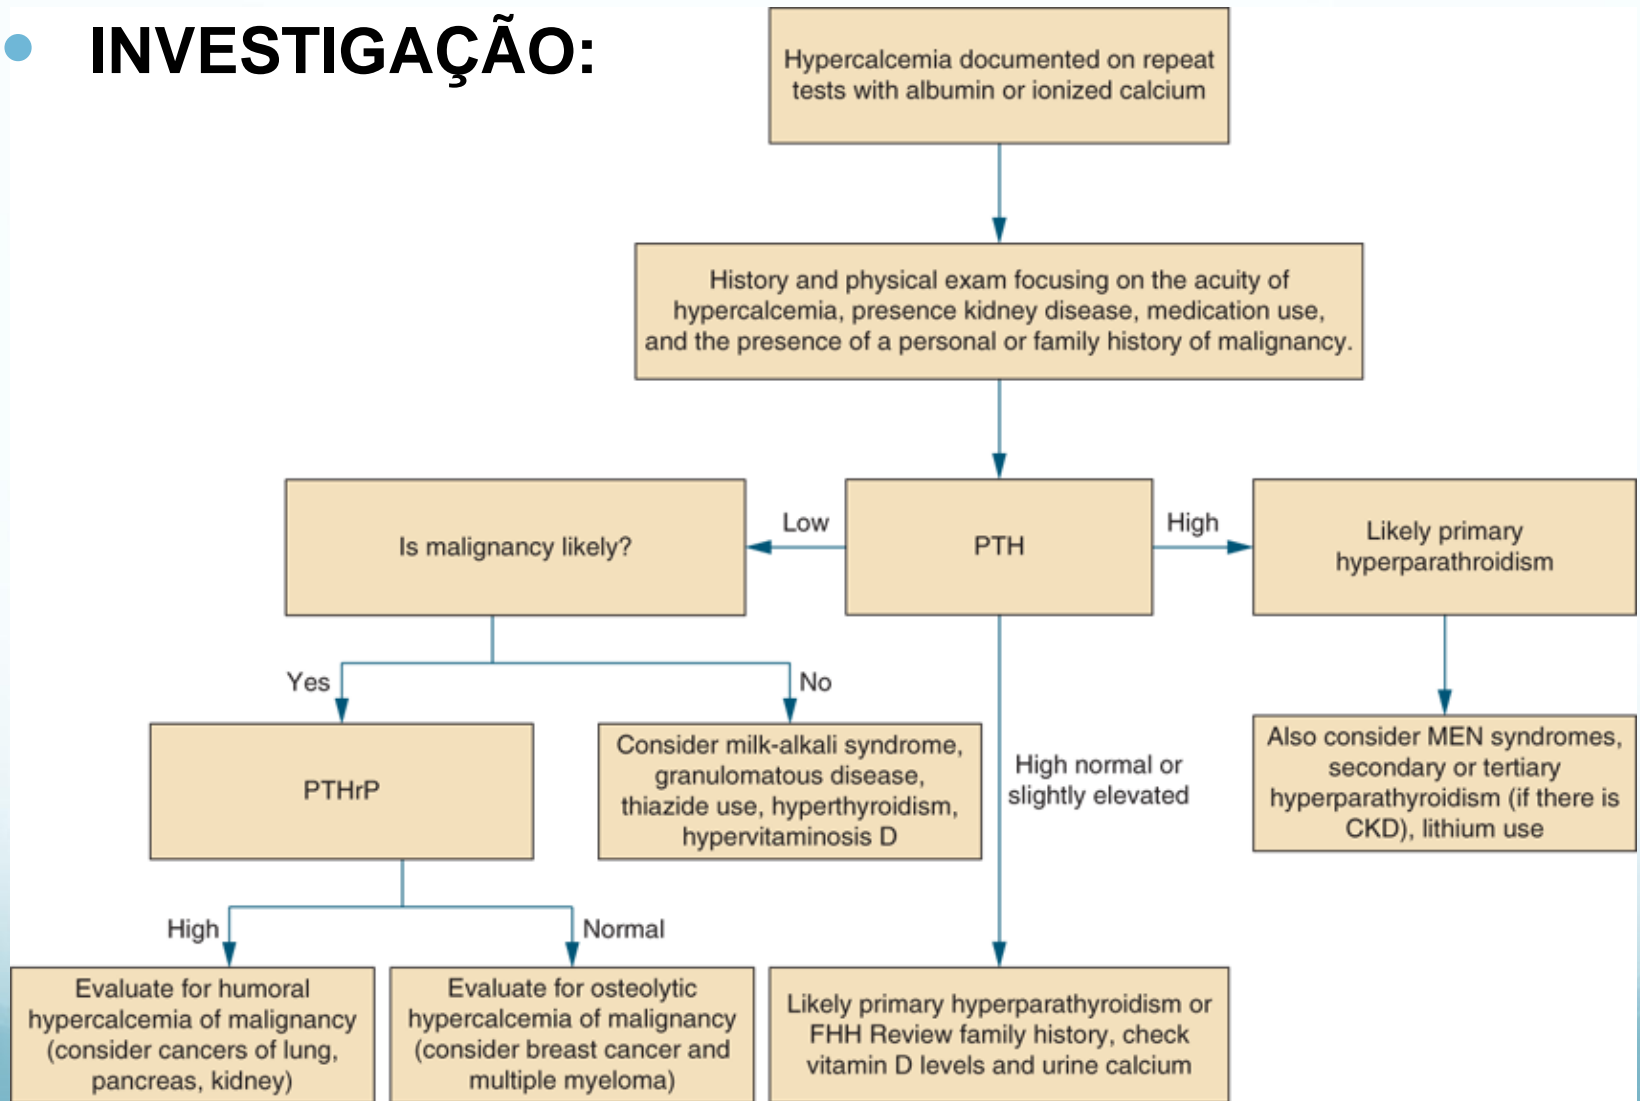 INVESTIGAÇÃO:
Hypercalcemia documented on repeat
tests with albumin or ionized calcium
History and physical exam focusing on the acuity of
hypercalcemia, presence kidney disease, medication use,
and the presence of a personal or family history of malignancy.
Is malignancy likely?
Low
PTH
High
Likely primary
hyperparathroidism
Yes
No
PTHrP
Consider milk-alkali syndrome,
granulomatous disease,
thiazide use, hyperthyroidism,
hypervitaminosis D
High normal or
slightly elevated
Also consider MEN syndromes,
secondary or tertiary
hyperparathyroidism (if there is
CKD), lithium use
High
Normal
Evaluate for humoral
hypercalcemia of malignancy
(consider cancers of lung,
pancreas, kidney)
Evaluate for osteolytic
hypercalcemia of malignancy
(consider breast cancer and
multiple myeloma)
Likely primary hyperparathyroidism or
FHH Review family history, check
vitamin D levels and urine calcium